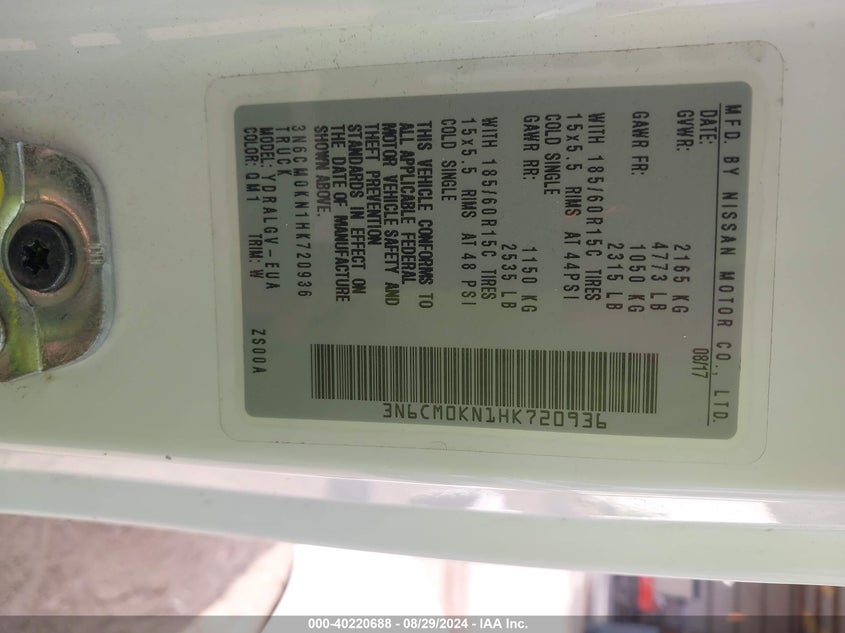 MFD. BY NISSAN MOTOR CO., LTD.
DATE: 08/17
GVWR: 2165 KG
4773 LB
GAWR FR: 1050 KG
2315 LB
WITH 185/60R15C TIRES
15x5.5 RIMS AT 44PSI
COLD SINGLE
GAWR RR: 1150 KG
2535 LB
WITH 185/60R15C TIRES
15x5.5 RIMS AT 48 PSI
COLD SINGLE
THIS VEHICLE CONFORMS TO
ALL APPLICABLE FEDERAL
MOTOR VEHICLE SAFETY AND
THEFT PREVENTION
STANDARDS IN EFFECT ON
THE DATE OF MANUFACTURE
SHOWN ABOVE.
3N6CM0KN1HK720936
TRUCK
MODEL: YDRALGV-EUA
COLOR: QM1 TRIM: W ZS00A
3N6CM0KN1HK720936
000-40220688 - 08/29/2024 - IAA Inc.